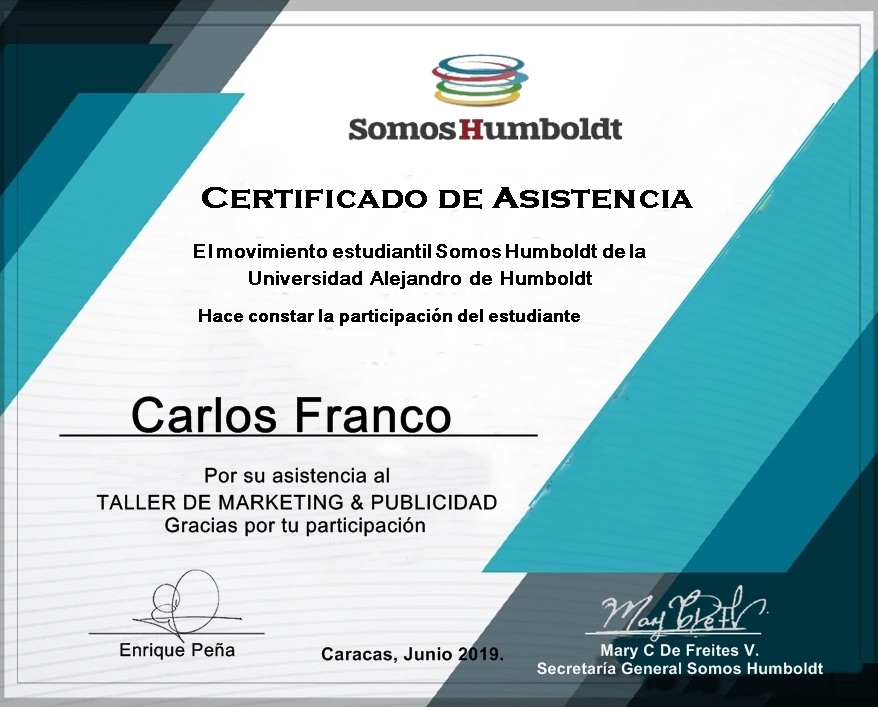 SomosHumboldt
CERTIFICADO DE ASISTENCIA
El movimiento estudiantil Somos Humboldt de la
Universidad Alejandro de Humboldt
Hace constar la participación del estudiante
Carlos Franco
Por su asistencia al
TALLER DE MARKETING & PUBLICIDAD
Gracias por tu participación
Enrique Peña
Caracas, Junio 2019.
Mary C De Freites V.
Secretaría General Somos Humboldt